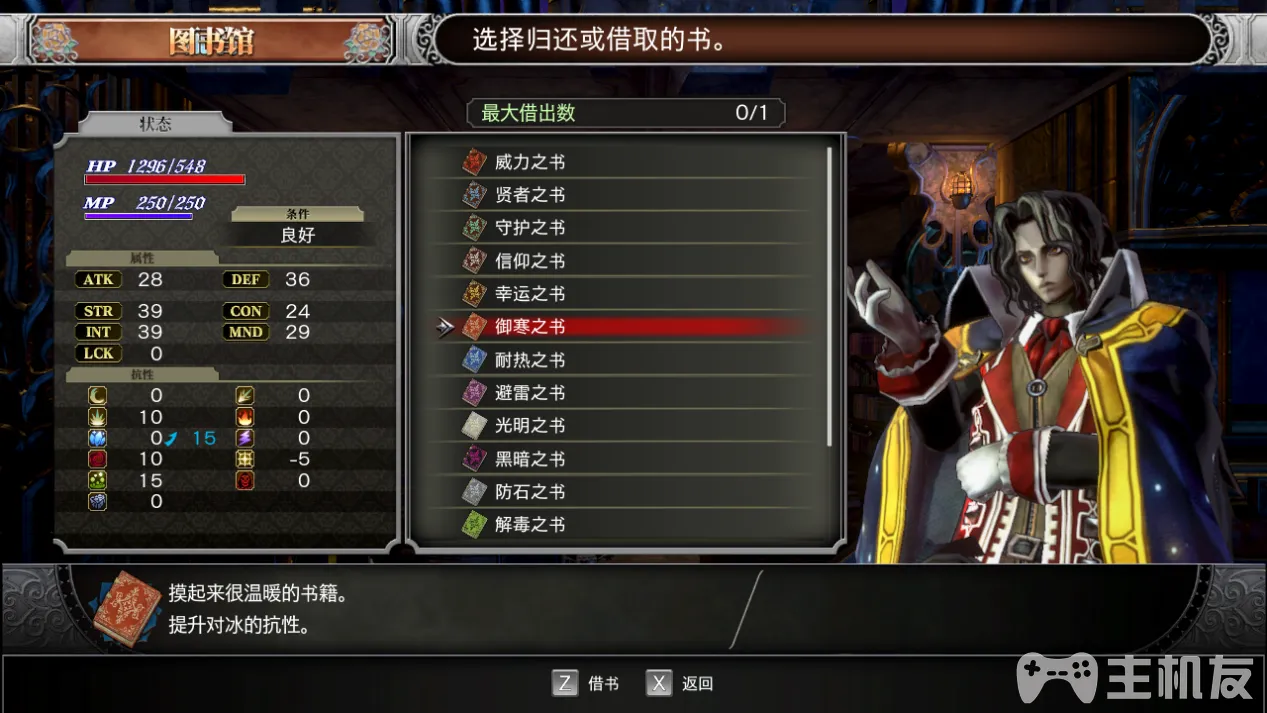 图书馆
选择归还或借取的书。
最大借出数 0/1
状态
HP 1296/548
MP 250/250
条件
良好
属性
ATK 28 DEF 36
STR 39 CON 24
INT 39 MND 29
LCK 0
抗性
0 0
10 0
0 15 0
10 -5
15 0
0
威力之书
贤者之书
守护之书
信仰之书
幸运之书
御寒之书
耐热之书
避雷之书
光明之书
黑暗之书
防石之书
解毒之书
摸起来很温暖的书籍。
提升对冰的抗性。
Z 借书 X 返回
主机友